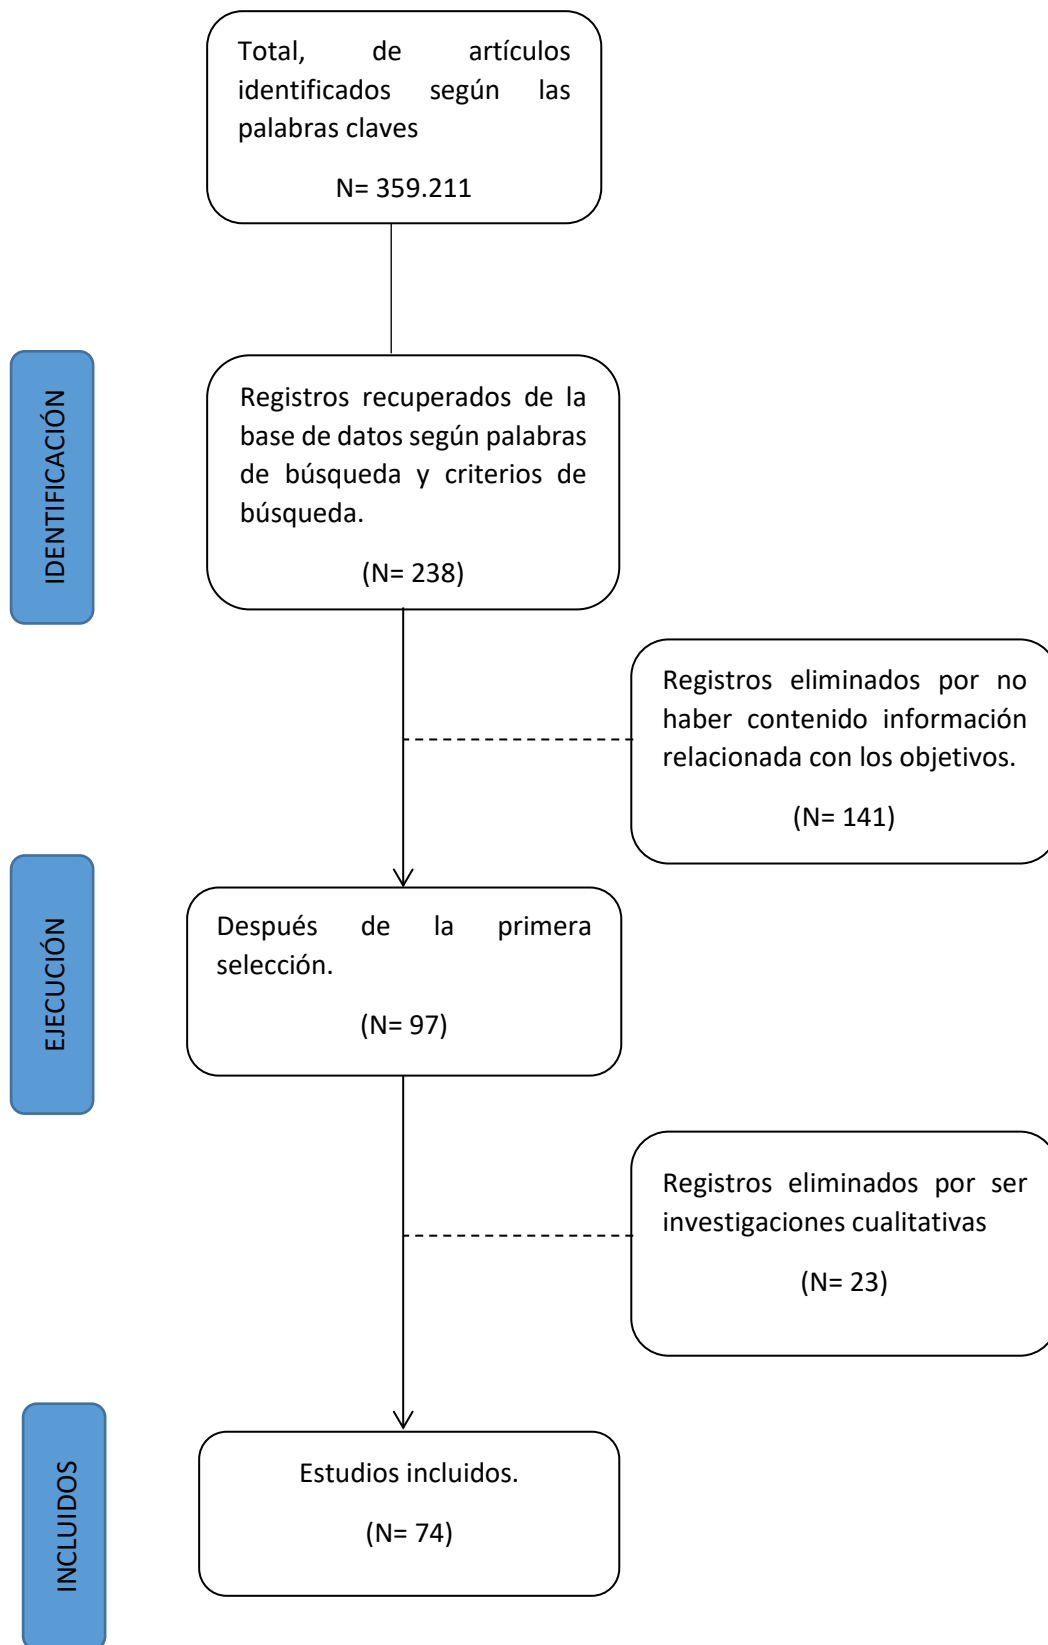 Total, de artículos
identificados según las
palabras claves
N= 359.211
IDENTIFICACIÓN
Registros recuperados de la
base de datos según palabras
de búsqueda y criterios de
búsqueda.
(N= 238)
Registros eliminados por no
haber contenido información
relacionada con los objetivos.
(N= 141)
EJECUCIÓN
Después de la primera
selección.
(N= 97)
Registros eliminados por ser
investigaciones cualitativas
(N= 23)
INCLUIDOS
Estudios incluidos.
(N= 74)